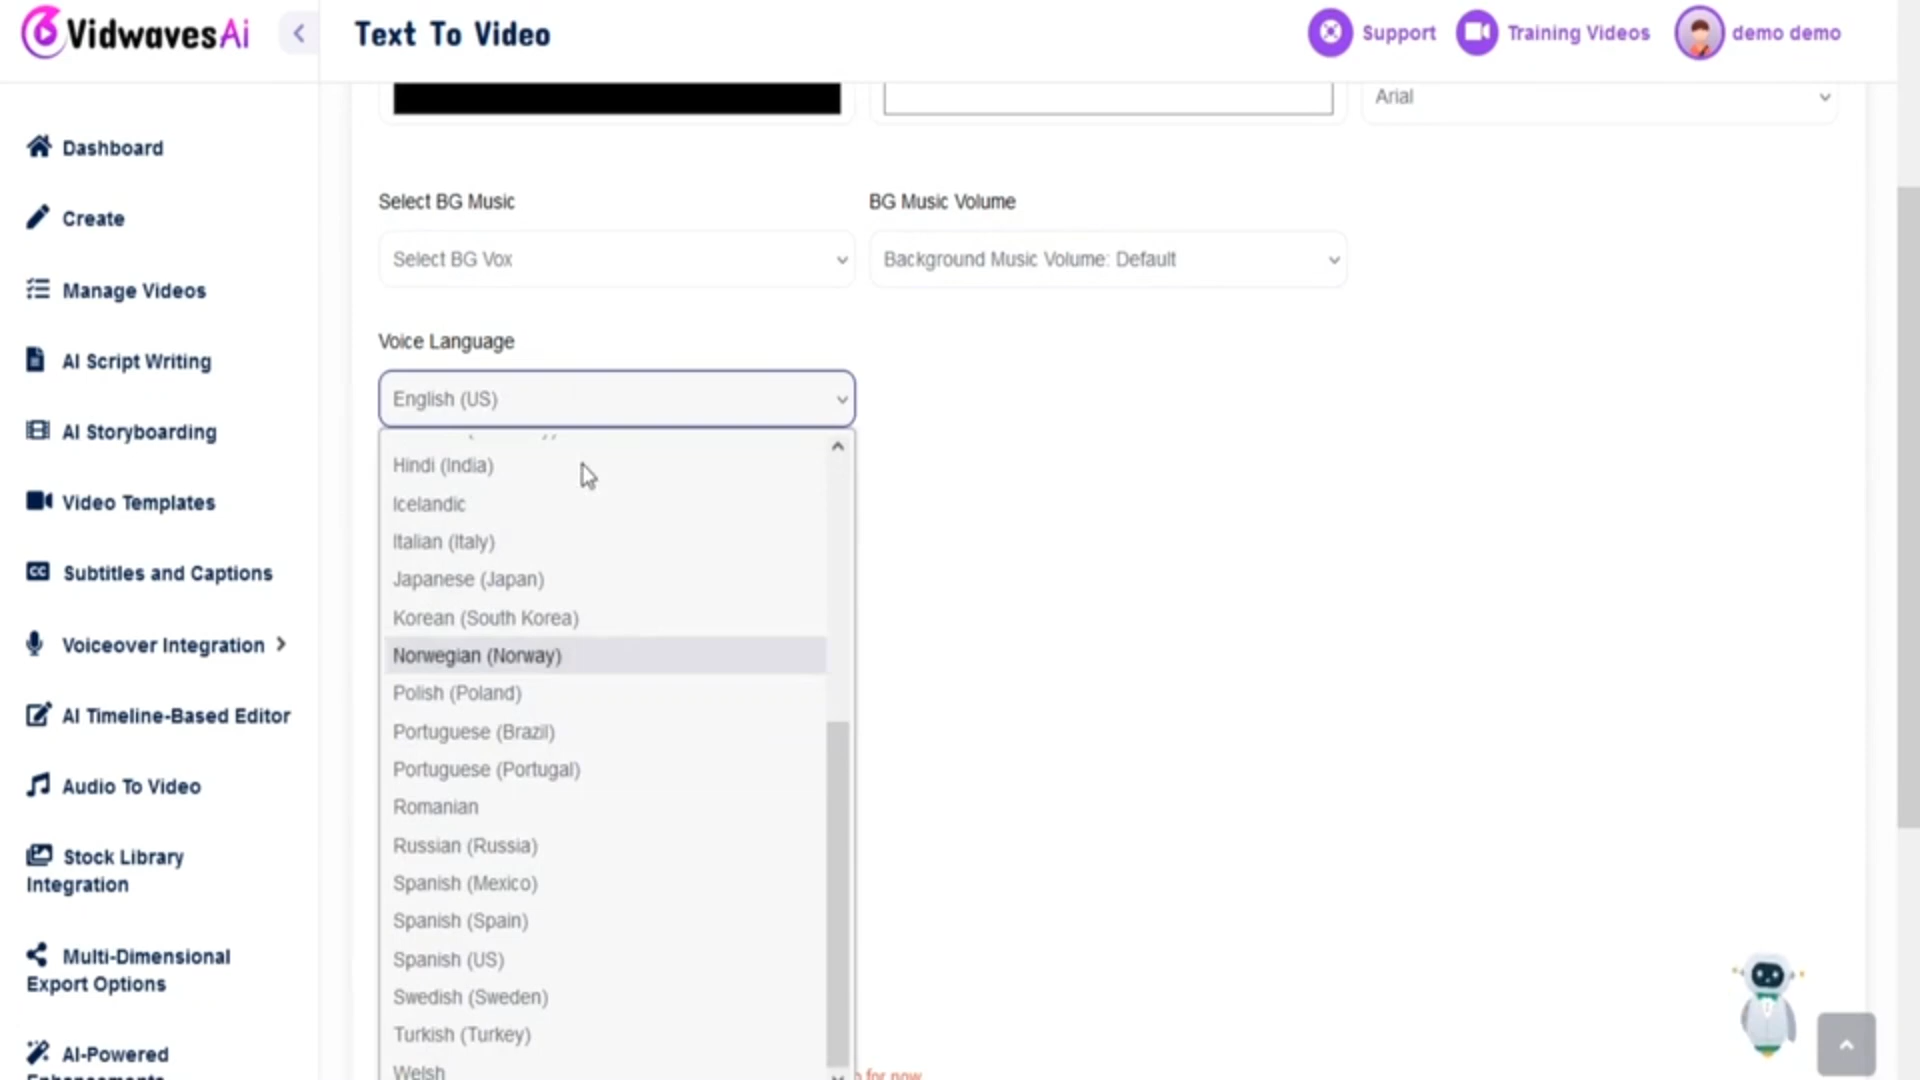 VidwavesAi
Text To Video
Support
Training Videos
demo demo
Dashboard
Create
Manage Videos
AI Script Writing
AI Storyboarding
Video Templates
CC
Subtitles and Captions
Voiceover Integration
AI Timeline-Based Editor
Audio To Video
Stock Library
Integration
Multi-Dimensional
Export Options
AI-Powered
Enhancements
Arial
Select BG Music
BG Music Volume
Select BG Vox
Background Music Volume: Default
Voice Language
English (US)
Hindi (India)
Icelandic
Italian (Italy)
Japanese (Japan)
Korean (South Korea)
Norwegian (Norway)
Polish (Poland)
Portuguese (Brazil)
Portuguese (Portugal)
Romanian
Russian (Russia)
Spanish (Mexico)
Spanish (Spain)
Spanish (US)
Swedish (Sweden)
Turkish (Turkey)
Welsh
for now